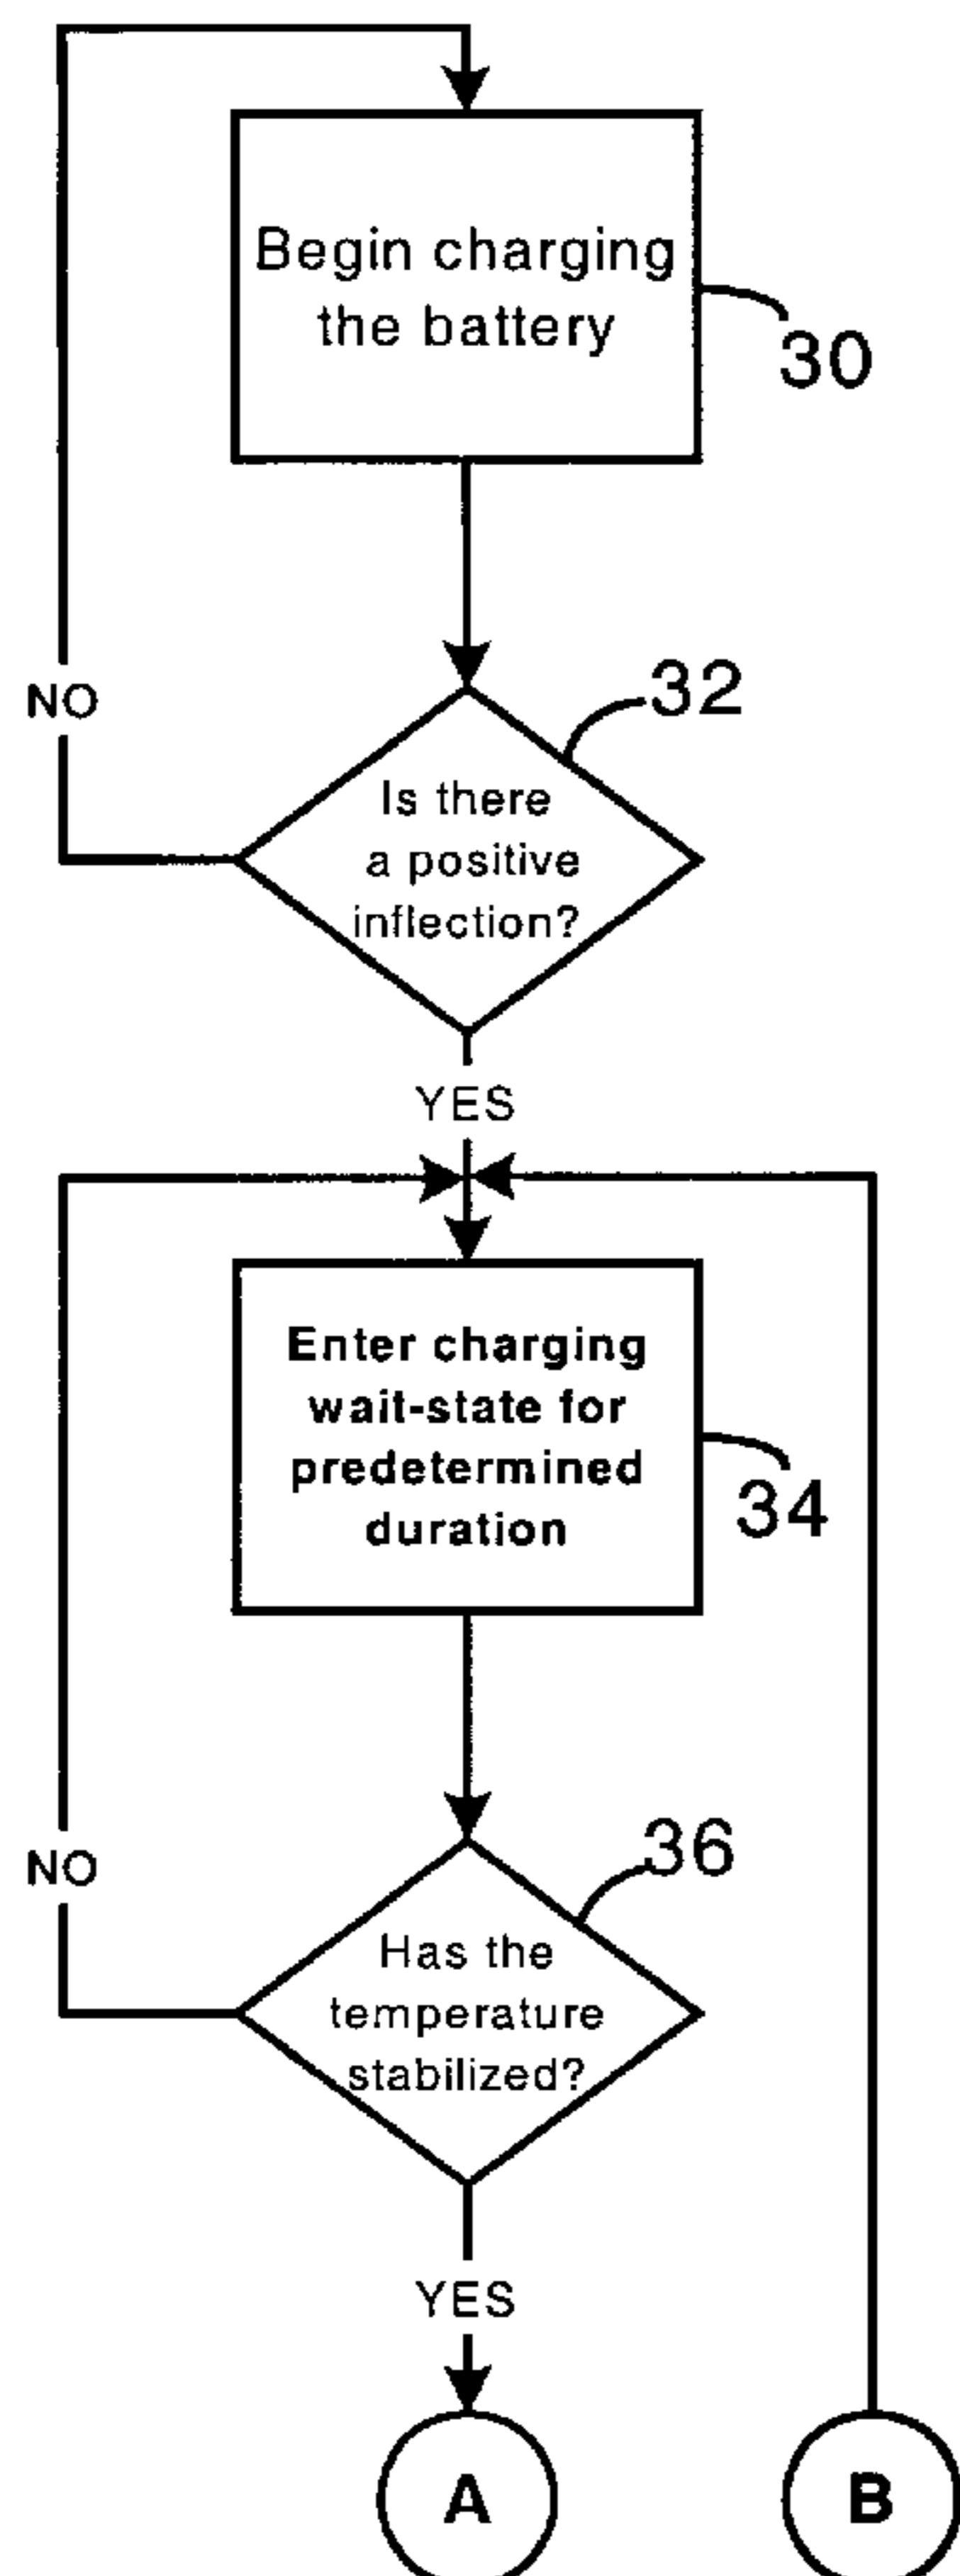 Begin charging
the battery
30
NO
32
Is there
a positive
inflection?
YES
Enter charging
wait-state for
predetermined
duration
34
NO
36
Has the
temperature
stabilized?
YES
A
B